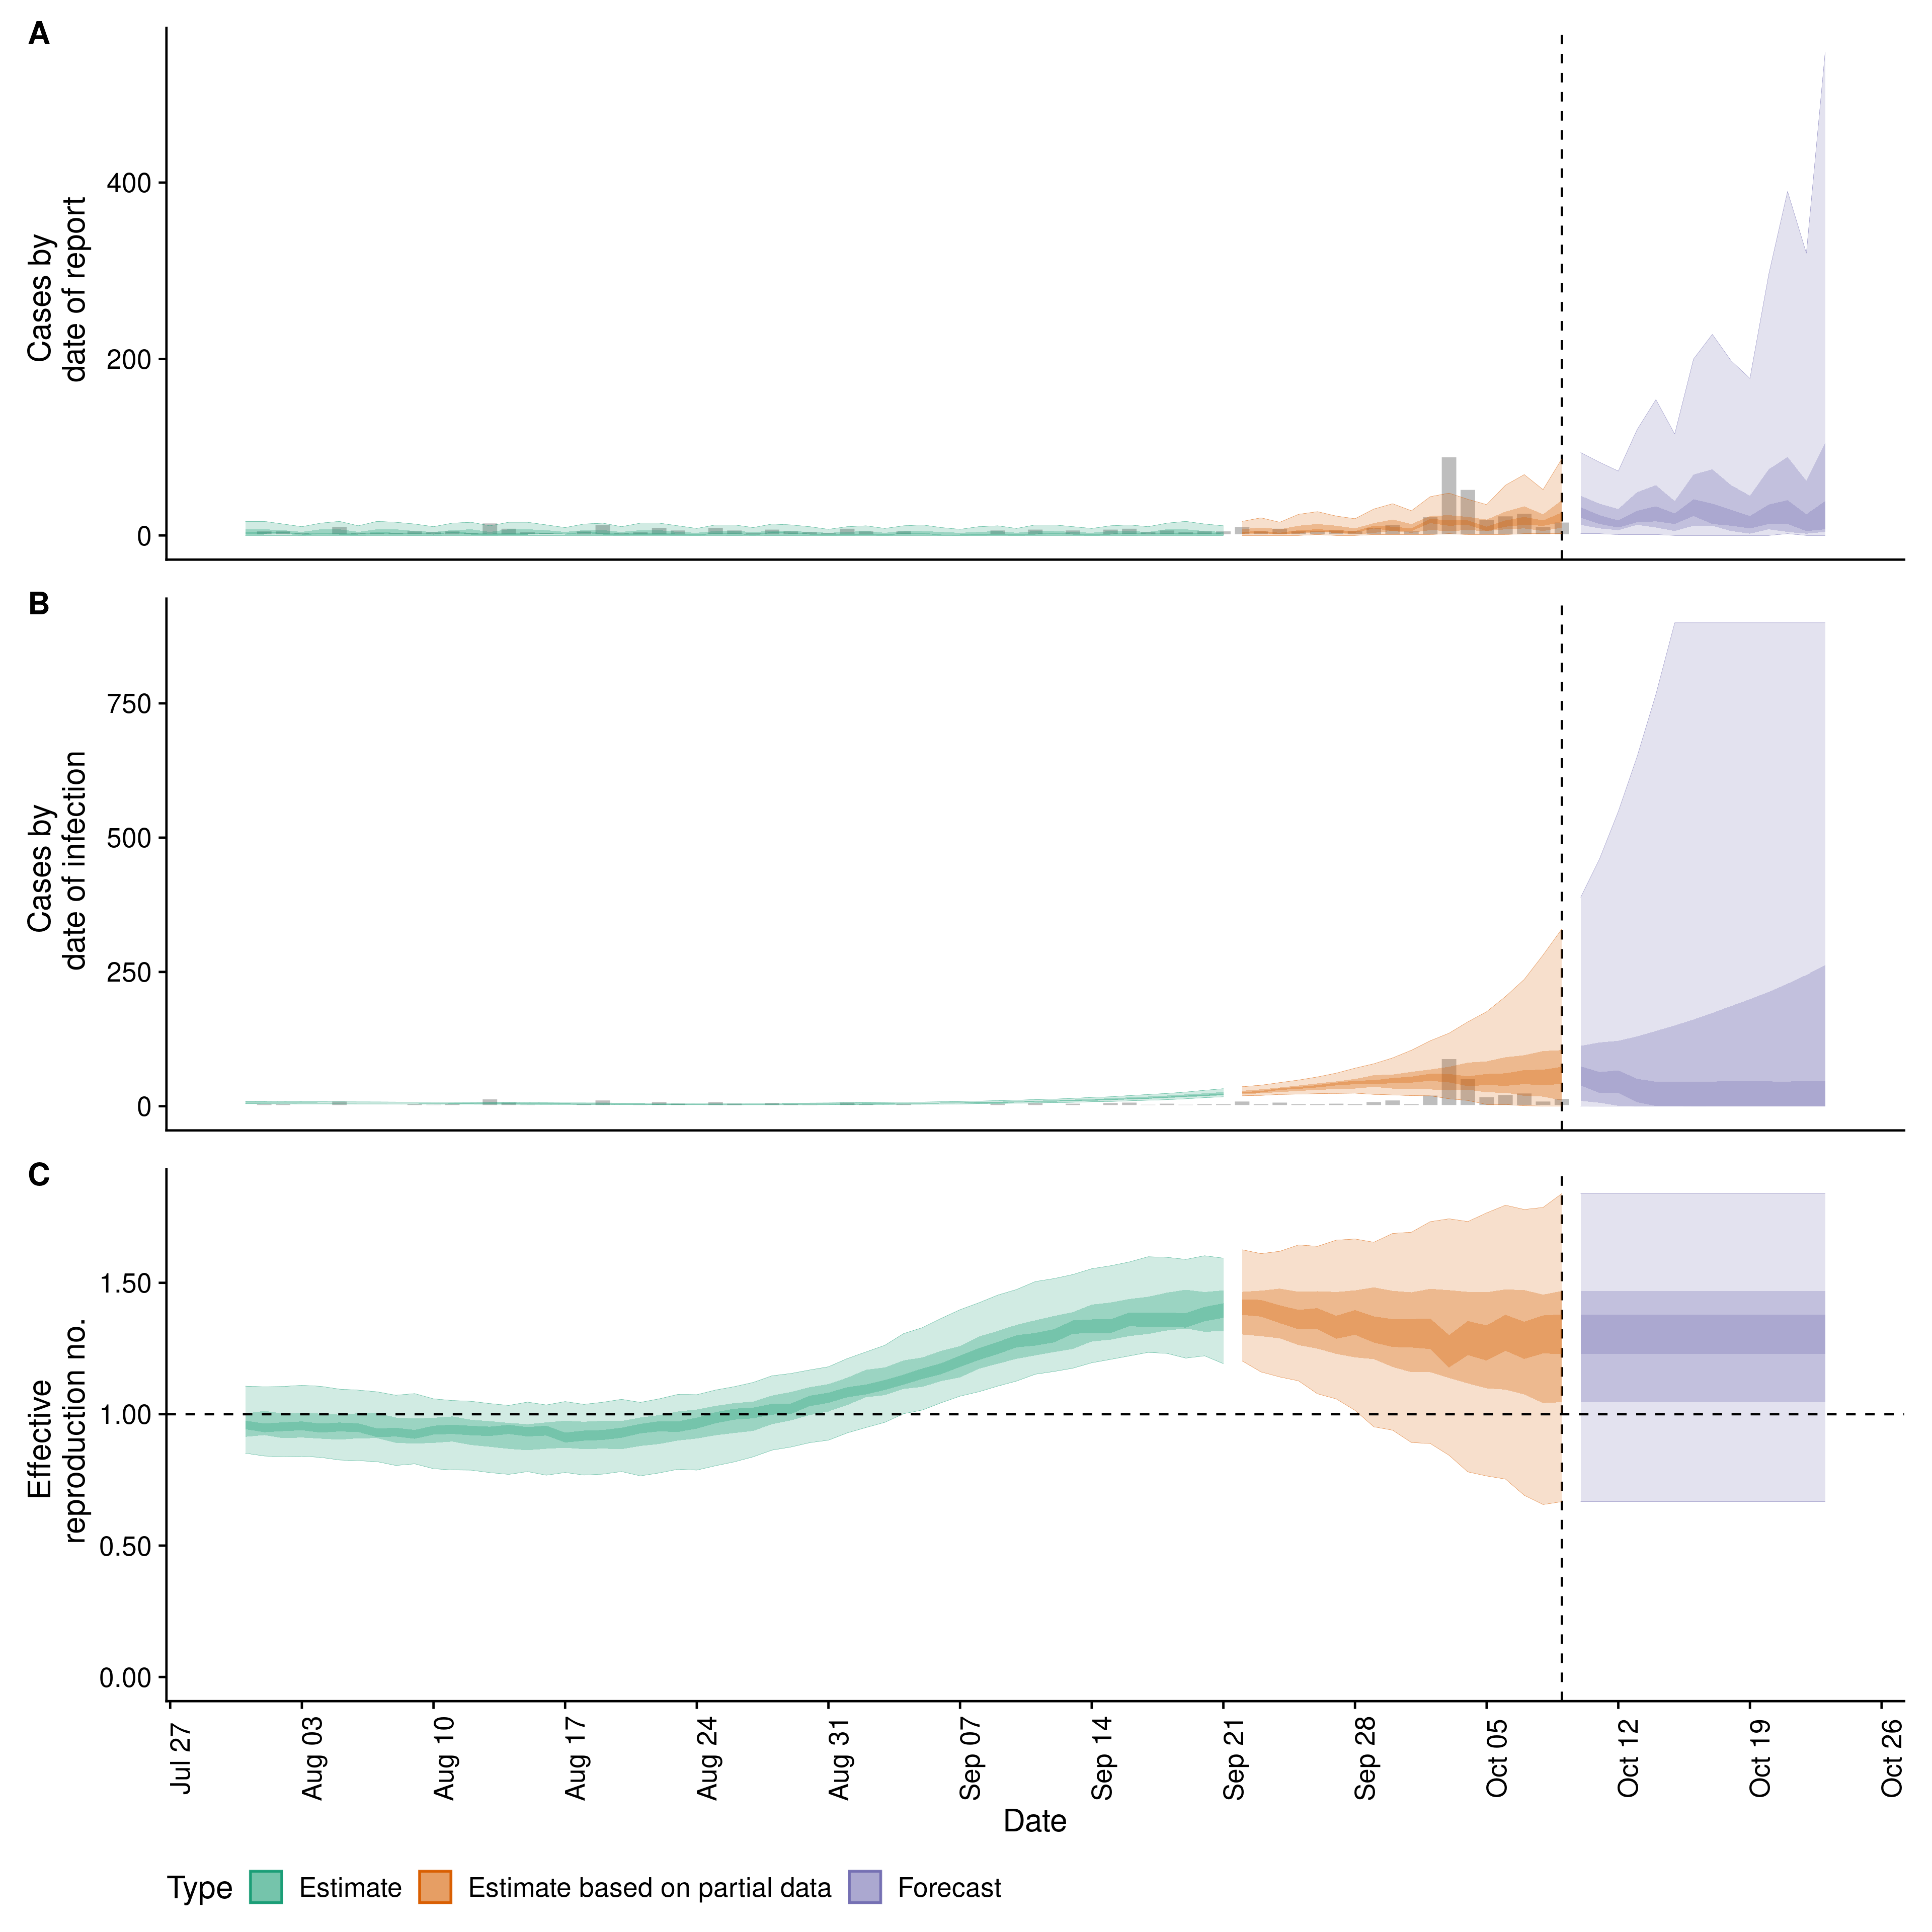 A
Cases by
date of report
400
200
0
B
Cases by
date of infection
750
500
250
0
C
Effective
reproduction no.
1.50
1.00
0.50
0.00
Jul 27
Aug 03
Aug 10
Aug 17
Aug 24
Aug 31
Sep 07
Sep 14
Sep 21
Sep 28
Oct 05
Oct 12
Oct 19
Oct 26
Date
Type Estimate Estimate based on partial data Forecast